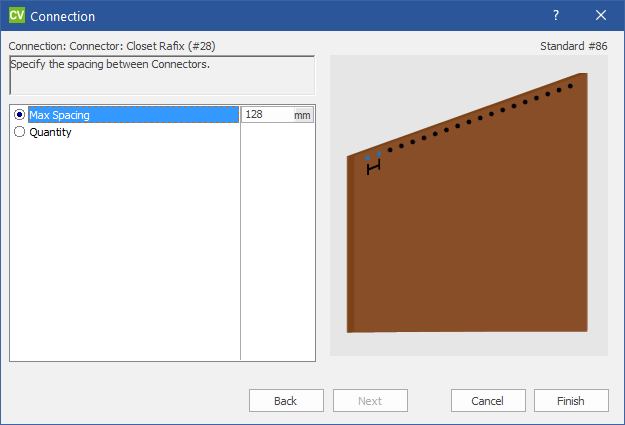 CV Connection ?
Connection: Connector: Closet Rafix (#28) Standard #86
Specify the spacing between Connectors.
Max Spacing 128 mm
Quantity
Back Next Cancel Finish